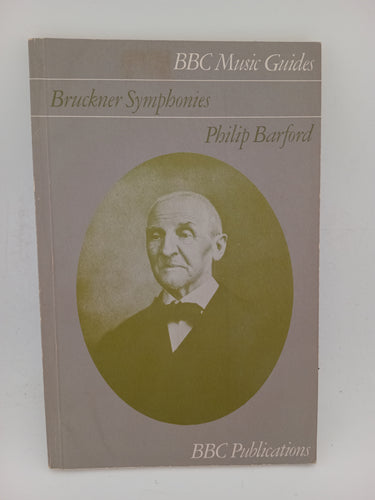 BBC Music Guides
Bruckner Symphonies
Philip Barford
BBC Publications